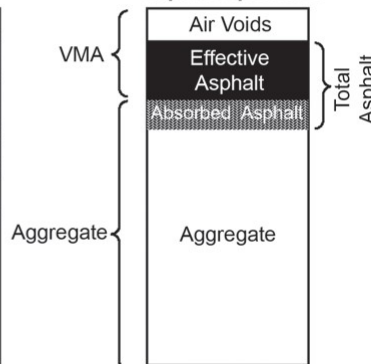 Air Voids
VMA
Effective
Asphalt
Total
Asphalt
Absorbed Asphalt
Aggregate
Aggregate